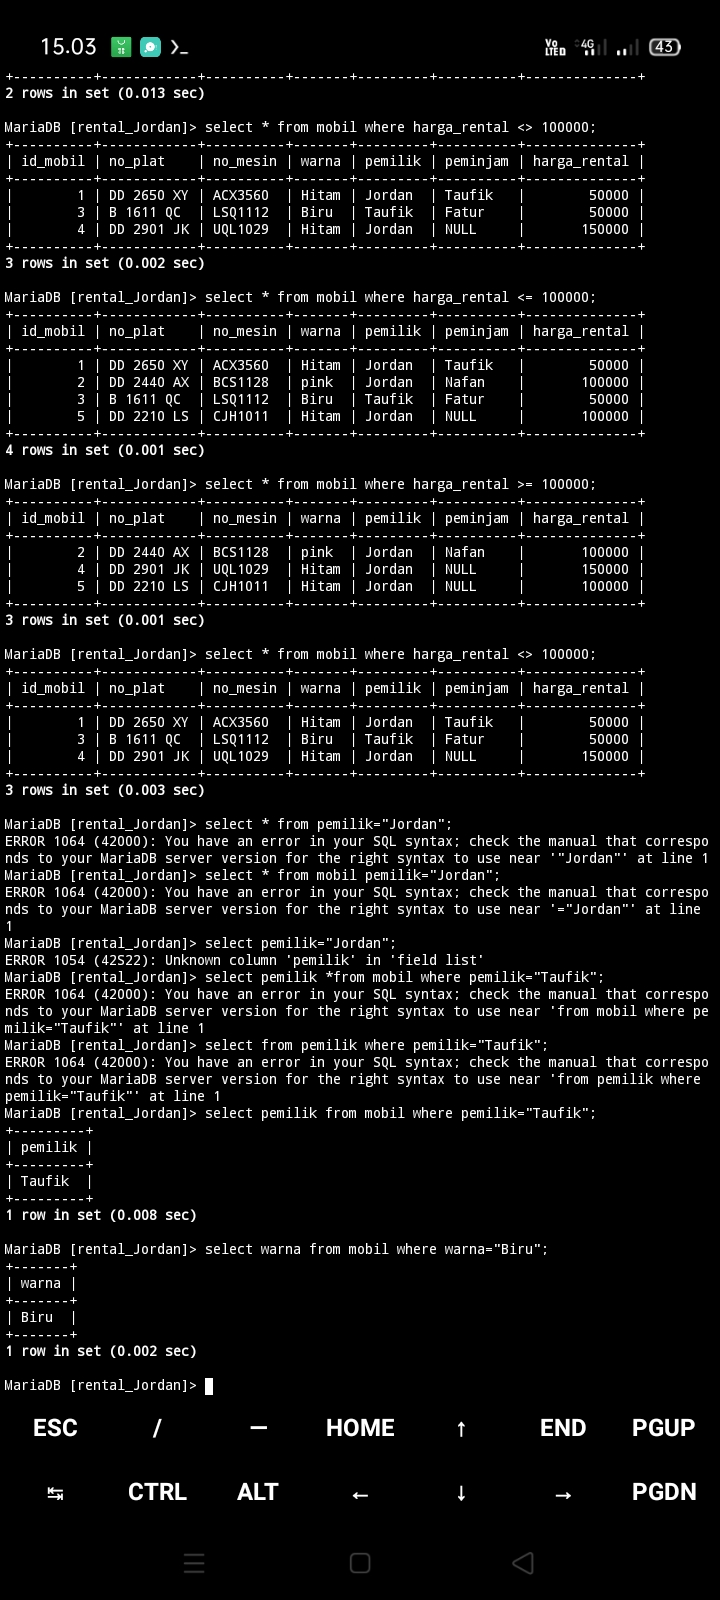 15.03 VoLTE 4G 43
+----------+------------+----------+-------+---------+----------+--------------+
2 rows in set (0.013 sec)

MariaDB [rental_Jordan]> select * from mobil where harga_rental <> 100000;
+----------+------------+----------+-------+---------+----------+--------------+
| id_mobil | no_plat    | no_mesin | warna | pemilik | peminjam | harga_rental |
+----------+------------+----------+-------+---------+----------+--------------+
|        1 | DD 2650 XY | ACX3560  | Hitam | Jordan  | Taufik   |        50000 |
|        3 | B 1611 QC  | LSQ1112  | Biru  | Taufik  | Fatur    |        50000 |
|        4 | DD 2901 JK | UQL1029  | Hitam | Jordan  | NULL     |       150000 |
+----------+------------+----------+-------+---------+----------+--------------+
3 rows in set (0.002 sec)

MariaDB [rental_Jordan]> select * from mobil where harga_rental <= 100000;
+----------+------------+----------+-------+---------+----------+--------------+
| id_mobil | no_plat    | no_mesin | warna | pemilik | peminjam | harga_rental |
+----------+------------+----------+-------+---------+----------+--------------+
|        1 | DD 2650 XY | ACX3560  | Hitam | Jordan  | Taufik   |        50000 |
|        2 | DD 2440 AX | BCS1128  | pink  | Jordan  | Nafan    |       100000 |
|        3 | B 1611 QC  | LSQ1112  | Biru  | Taufik  | Fatur    |        50000 |
|        5 | DD 2210 LS | CJH1011  | Hitam | Jordan  | NULL     |       100000 |
+----------+------------+----------+-------+---------+----------+--------------+
4 rows in set (0.001 sec)

MariaDB [rental_Jordan]> select * from mobil where harga_rental >= 100000;
+----------+------------+----------+-------+---------+----------+--------------+
| id_mobil | no_plat    | no_mesin | warna | pemilik | peminjam | harga_rental |
+----------+------------+----------+-------+---------+----------+--------------+
|        2 | DD 2440 AX | BCS1128  | pink  | Jordan  | Nafan    |       100000 |
|        4 | DD 2901 JK | UQL1029  | Hitam | Jordan  | NULL     |       150000 |
|        5 | DD 2210 LS | CJH1011  | Hitam | Jordan  | NULL     |       100000 |
+----------+------------+----------+-------+---------+----------+--------------+
3 rows in set (0.001 sec)

MariaDB [rental_Jordan]> select * from mobil where harga_rental <> 100000;
+----------+------------+----------+-------+---------+----------+--------------+
| id_mobil | no_plat    | no_mesin | warna | pemilik | peminjam | harga_rental |
+----------+------------+----------+-------+---------+----------+--------------+
|        1 | DD 2650 XY | ACX3560  | Hitam | Jordan  | Taufik   |        50000 |
|        3 | B 1611 QC  | LSQ1112  | Biru  | Taufik  | Fatur    |        50000 |
|        4 | DD 2901 JK | UQL1029  | Hitam | Jordan  | NULL     |       150000 |
+----------+------------+----------+-------+---------+----------+--------------+
3 rows in set (0.003 sec)

MariaDB [rental_Jordan]> select * from pemilik="Jordan";
ERROR 1064 (42000): You have an error in your SQL syntax; check the manual that correspo
nds to your MariaDB server version for the right syntax to use near '"Jordan"' at line 1
MariaDB [rental_Jordan]> select * from mobil pemilik="Jordan";
ERROR 1064 (42000): You have an error in your SQL syntax; check the manual that correspo
nds to your MariaDB server version for the right syntax to use near '="Jordan"' at line
1
MariaDB [rental_Jordan]> select pemilik="Jordan";
ERROR 1054 (42S22): Unknown column 'pemilik' in 'field list'
MariaDB [rental_Jordan]> select pemilik *from mobil where pemilik="Taufik";
ERROR 1064 (42000): You have an error in your SQL syntax; check the manual that correspo
nds to your MariaDB server version for the right syntax to use near 'from mobil where pe
milik="Taufik"' at line 1
MariaDB [rental_Jordan]> select from pemilik where pemilik="Taufik";
ERROR 1064 (42000): You have an error in your SQL syntax; check the manual that correspo
nds to your MariaDB server version for the right syntax to use near 'from pemilik where
pemilik="Taufik"' at line 1
MariaDB [rental_Jordan]> select pemilik from mobil where pemilik="Taufik";
+---------+
| pemilik |
+---------+
| Taufik  |
+---------+
1 row in set (0.008 sec)

MariaDB [rental_Jordan]> select warna from mobil where warna="Biru";
+-------+
| warna |
+-------+
| Biru  |
+-------+
1 row in set (0.002 sec)

MariaDB [rental_Jordan]>
ESC / — HOME ↑ END PGUP
↹ CTRL ALT ← ↓ → PGDN